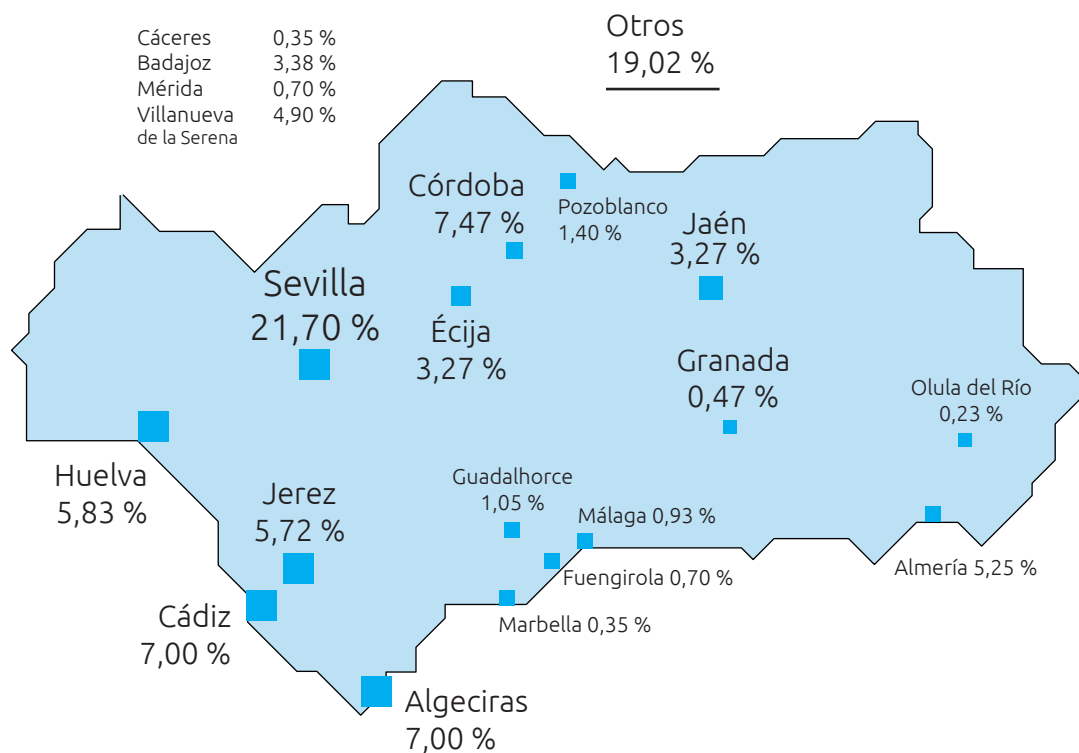 Cáceres 0,35 %
Badajoz 3,38 %
Mérida 0,70 %
Villanueva 4,90 %
de la Serena
Otros
19,02 %
Córdoba
7,47 %
Pozoblanco
1,40 %
Jaén
3,27 %
Sevilla
21,70 %
Écija
3,27 %
Granada
0,47 %
Olula del Río
0,23 %
Huelva
5,83 %
Jerez
5,72 %
Guadalhorce
1,05 %
Málaga 0,93 %
Fuengirola 0,70 %
Almería 5,25 %
Marbella 0,35 %
Cádiz
7,00 %
Algeciras
7,00 %